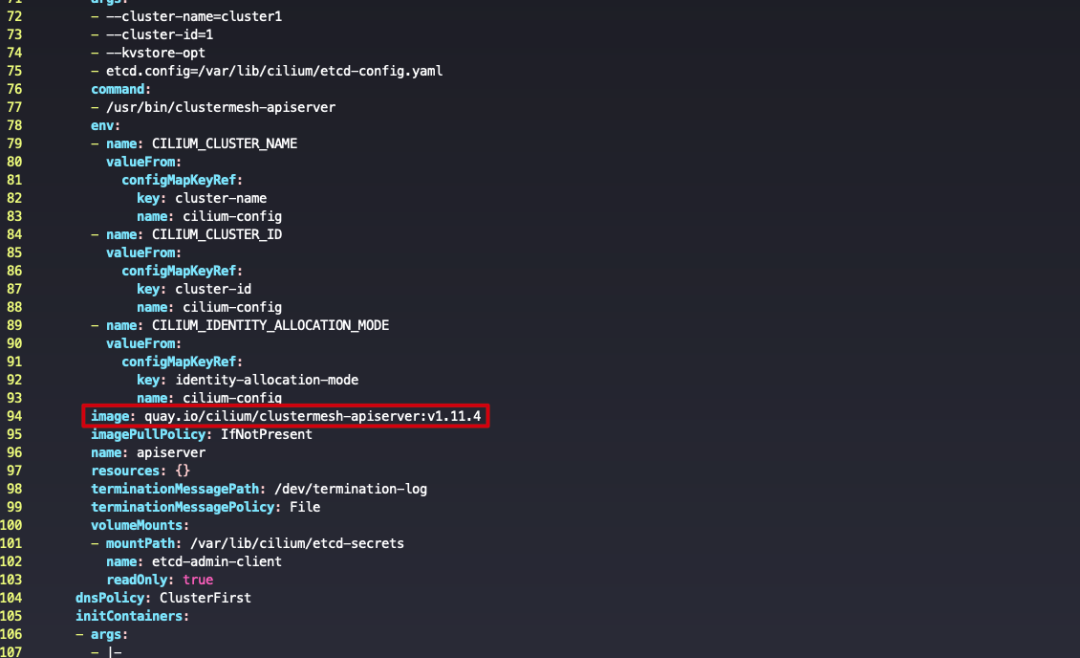 71 args:
72 - --cluster-name=cluster1
73 - --cluster-id=1
74 - --kvstore-opt
75 - etcd.config=/var/lib/cilium/etcd-config.yaml
76 command:
77 - /usr/bin/clustermesh-apiserver
78 env:
79 - name: CILIUM_CLUSTER_NAME
80 valueFrom:
81 configMapKeyRef:
82 key: cluster-name
83 name: cilium-config
84 - name: CILIUM_CLUSTER_ID
85 valueFrom:
86 configMapKeyRef:
87 key: cluster-id
88 name: cilium-config
89 - name: CILIUM_IDENTITY_ALLOCATION_MODE
90 valueFrom:
91 configMapKeyRef:
92 key: identity-allocation-mode
93 name: cilium-config
94 image: quay.io/cilium/clustermesh-apiserver:v1.11.4
95 imagePullPolicy: IfNotPresent
96 name: apiserver
97 resources: {}
98 terminationMessagePath: /dev/termination-log
99 terminationMessagePolicy: File
100 volumeMounts:
101 - mountPath: /var/lib/cilium/etcd-secrets
102 name: etcd-admin-client
103 readOnly: true
104 dnsPolicy: ClusterFirst
105 initContainers:
106 - args:
107 - |-